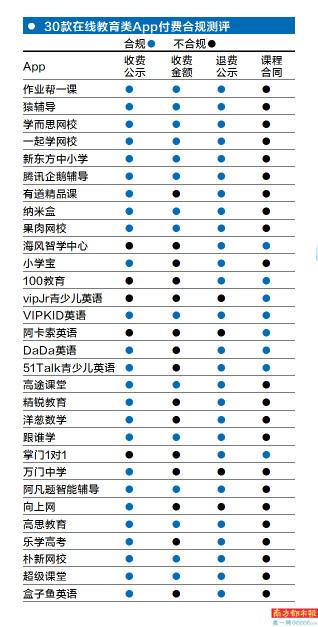 30款在线教育类App付费合规测评
合规 不合规
App 收费公示 收费金额 退费公示 课程合同
作业帮一课
猿辅导
学而思网校
一起学网校
新东方中小学
腾讯企鹅辅导
有道精品课
纳米盒
果肉网校
海风智学中心
小学宝
100教育
vipJr青少儿英语
VIPKID英语
阿卡索英语
DaDa英语
51Talk青少儿英语
高途课堂
精锐教育
洋葱数学
跟谁学
掌门1对1
万门中学
阿凡题智能辅导
向上网
高思教育
乐学高考
朴新网校
超级课堂
盒子鱼英语
南方都市报